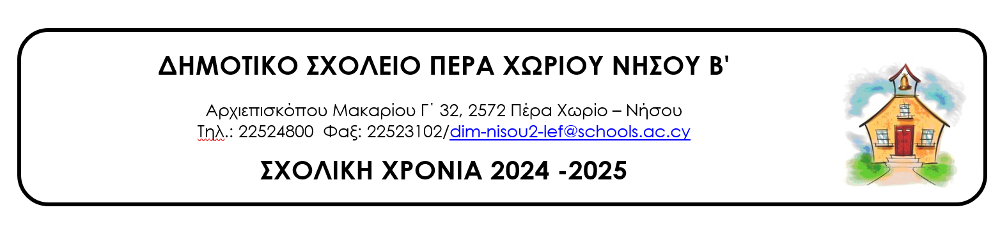 ΔΗΜΟΤΙΚΟ ΣΧΟΛΕΙΟ ΠΕΡΑ ΧΩΡΙΟΥ ΝΗΣΟΥ Β'
Αρχιεπισκόπου Μακαρίου Γ΄ 32, 2572 Πέρα Χωρίο – Νήσου
Τηλ.: 22524800 Φαξ: 22523102/dim-nisou2-lef@schools.ac.cy
ΣΧΟΛΙΚΗ ΧΡΟΝΙΑ 2024 -2025